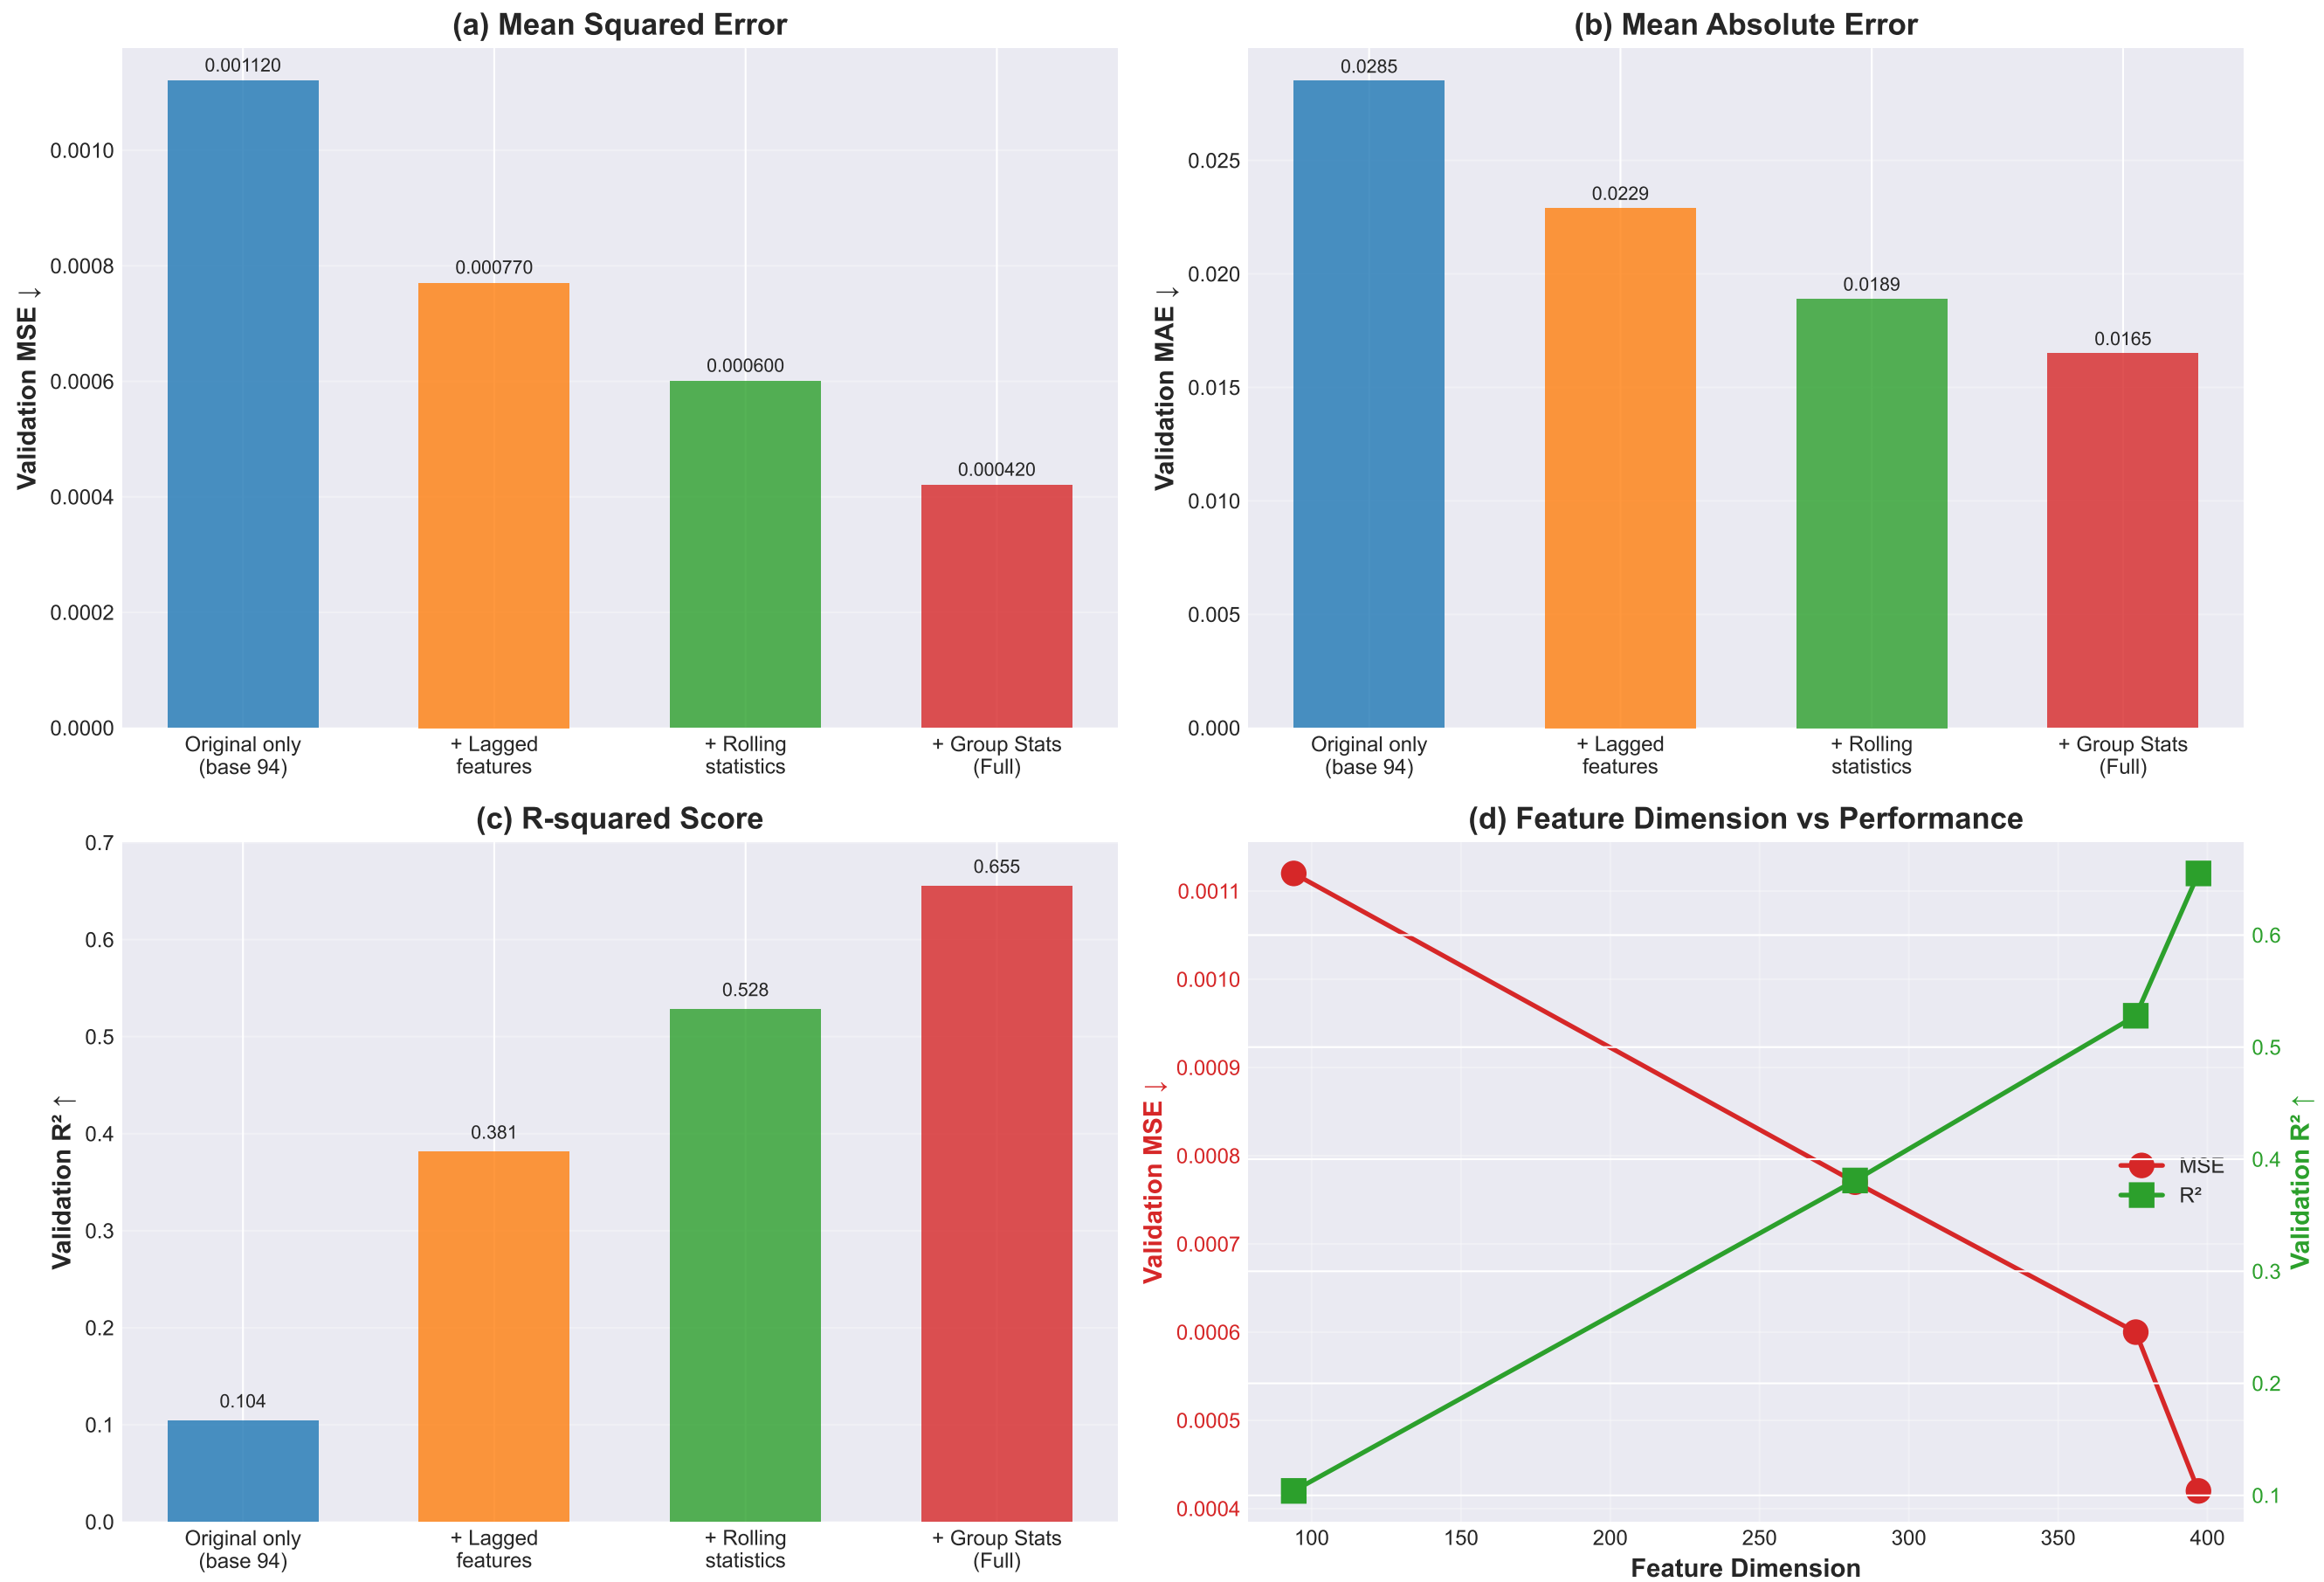 (a) Mean Squared Error
Validation MSE ↓
0.0010
0.0008
0.0006
0.0004
0.0002
0.0000
0.001120
0.000770
0.000600
0.000420
Original only
(base 94)
+ Lagged
features
+ Rolling
statistics
+ Group Stats
(Full)
(b) Mean Absolute Error
Validation MAE ↓
0.025
0.020
0.015
0.010
0.005
0.000
0.0285
0.0229
0.0189
0.0165
Original only
(base 94)
+ Lagged
features
+ Rolling
statistics
+ Group Stats
(Full)
(c) R-squared Score
Validation R² ↑
0.7
0.6
0.5
0.4
0.3
0.2
0.1
0.0
0.104
0.381
0.528
0.655
Original only
(base 94)
+ Lagged
features
+ Rolling
statistics
+ Group Stats
(Full)
(d) Feature Dimension vs Performance
Validation MSE ↓
0.0011
0.0010
0.0009
0.0008
0.0007
0.0006
0.0005
0.0004
MSE
R²
0.6
0.5
0.4
0.3
0.2
0.1
Validation R² ↑
100
150
200
250
300
350
400
Feature Dimension